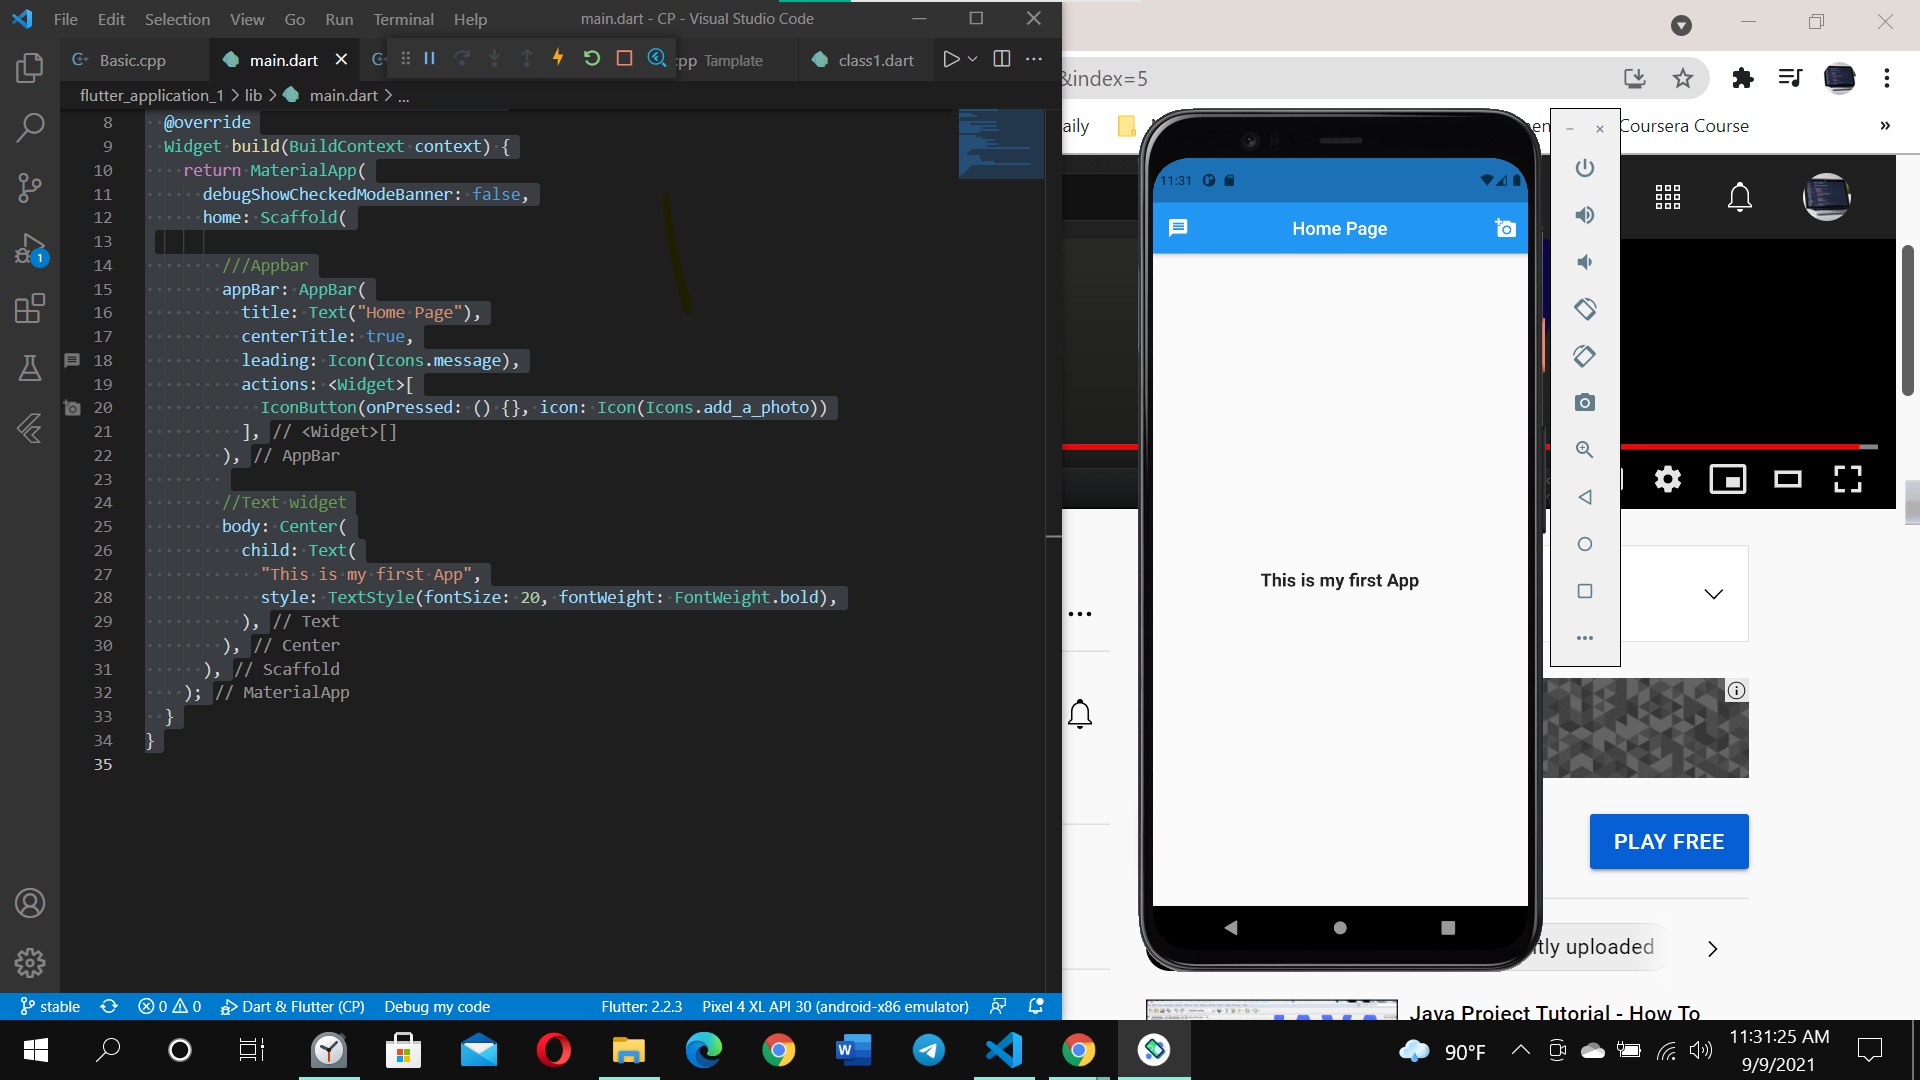 File Edit Selection View Go Run Terminal Help main.dart - CP - Visual Studio Code
Basic.cpp main.dart cpp Template class1.dart
flutter_application_1 > lib > main.dart > ...
8 @override
9 Widget build(BuildContext context) {
10 return MaterialApp(
11 debugShowCheckedModeBanner: false,
12 home: Scaffold(
13
14 ///Appbar
15 appBar: AppBar(
16 title: Text("Home Page"),
17 centerTitle: true,
18 leading: Icon(Icons.message),
19 actions: <Widget>[
20 IconButton(onPressed: () {}, icon: Icon(Icons.add_a_photo))
21 ], // <Widget>[]
22 ), // AppBar
23
24 //Text widget
25 body: Center(
26 child: Text(
27 "This is my first App",
28 style: TextStyle(fontSize: 20, fontWeight: FontWeight.bold),
29 ), // Text
30 ), // Center
31 ), // Scaffold
32 ); // MaterialApp
33 }
34 }
35
1
stable 0 0 Dart & Flutter (CP) Debug my code Flutter: 2.2.3 Pixel 4 XL API 30 (android-x86 emulator)
&index=5
aily
Coursera Course
»
11:31
Home Page
This is my first App
PLAY FREE
tly uploaded
Java Project Tutorial - How To
90°F
11:31:25 AM
9/9/2021